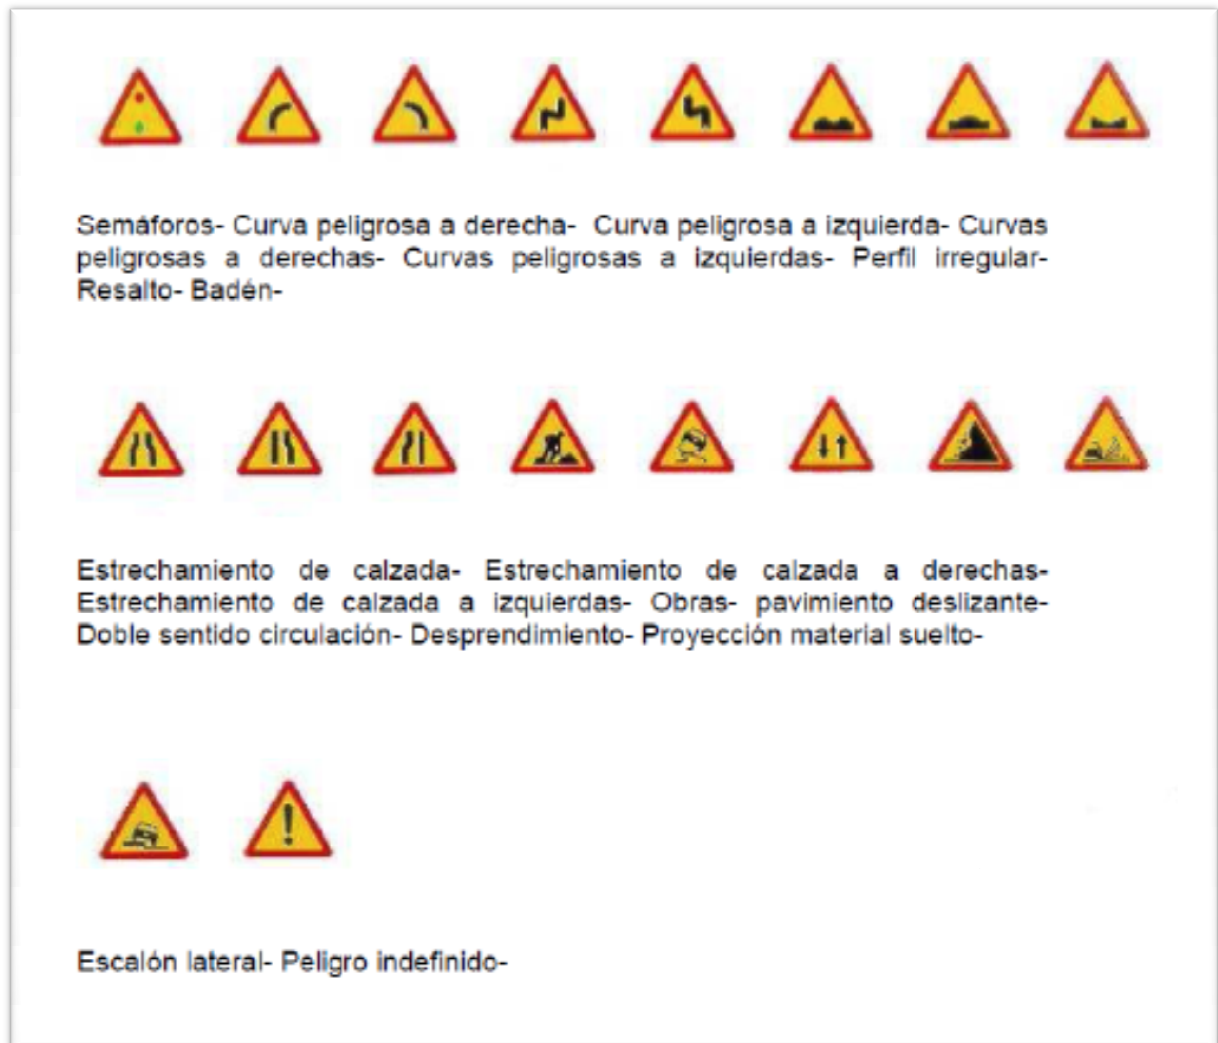 Semáforos- Curva peligrosa a derecha- Curva peligrosa a izquierda- Curvas
peligrosas a derechas- Curvas peligrosas a izquierdas- Perfil irregular-
Resalto- Badén-
Estrechamiento de calzada- Estrechamiento de calzada a derechas-
Estrechamiento de calzada a izquierdas- Obras- pavimiento deslizante-
Doble sentido circulación- Desprendimiento- Proyección material suelto-
Escalón lateral- Peligro indefinido-